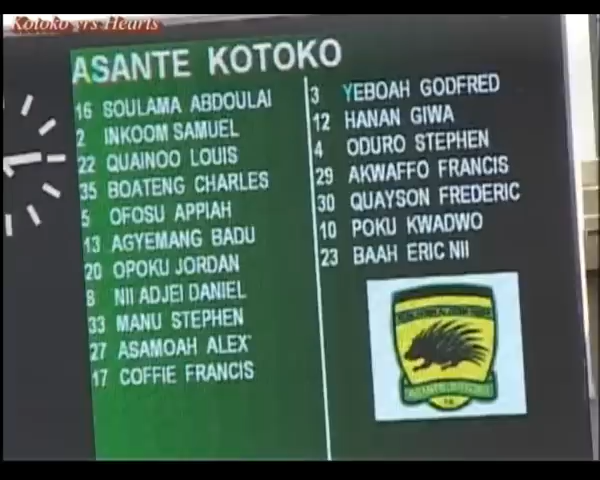 Kotoko vrs Hearts
ASANTE KOTOKO
16 SOULAMA ABDOULAI
2 INKOOM SAMUEL
22 QUAINOO LOUIS
35 BOATENG CHARLES
5 OFOSU APPIAH
13 AGYEMANG BADU
20 OPOKU JORDAN
8 NII ADJEI DANIEL
33 MANU STEPHEN
27 ASAMOAH ALEX
17 COFFIE FRANCIS
3 YEBOAH GODFRED
12 HANAN GIWA
4 ODURO STEPHEN
29 AKWAFFO FRANCIS
30 QUAYSON FREDERIC
10 POKU KWADWO
23 BAAH ERIC NII
ASANTE KOTOKO